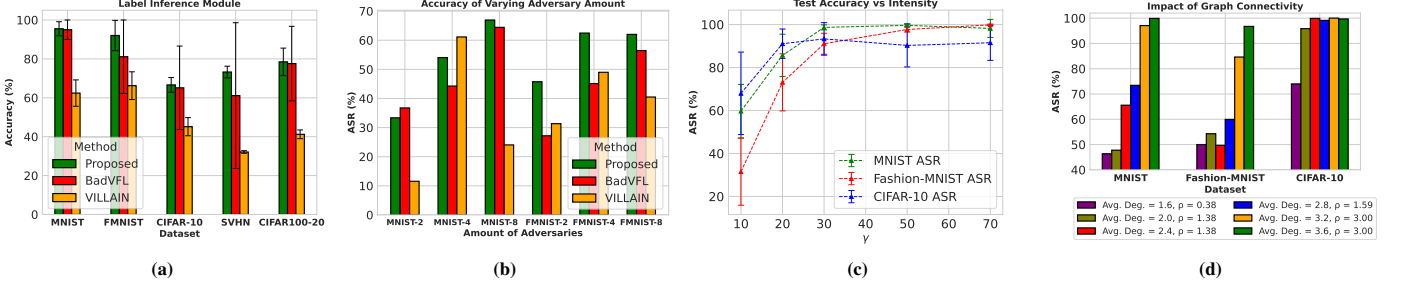 Label Inference Module
Accuracy (%)
100
80
60
40
20
0
Method
Proposed
BadVFL
VILLAIN
MNIST FMNIST CIFAR-10 SVHN CIFAR100-20
Dataset
(a)
Accuracy of Varying Adversary Amount
ASR (%)
70
60
50
40
30
20
10
0
Method
Proposed
BadVFL
VILLAIN
MNIST-2 MNIST-4 MNIST-8 FMNIST-2 FMNIST-4 FMNIST-8
Amount of Adversaries
(b)
Test Accuracy vs Intensity
ASR (%)
100
80
60
40
20
MNIST ASR
Fashion-MNIST ASR
CIFAR-10 ASR
10 20 30 40 50 60 70
γ
(c)
Impact of Graph Connectivity
ASR (%)
100
90
80
70
60
50
40
MNIST Fashion-MNIST CIFAR-10
Dataset
Avg. Deg. = 1.6, ρ = 0.38
Avg. Deg. = 2.0, ρ = 1.38
Avg. Deg. = 2.4, ρ = 1.38
Avg. Deg. = 2.8, ρ = 1.59
Avg. Deg. = 3.2, ρ = 3.00
Avg. Deg. = 3.6, ρ = 3.00
(d)